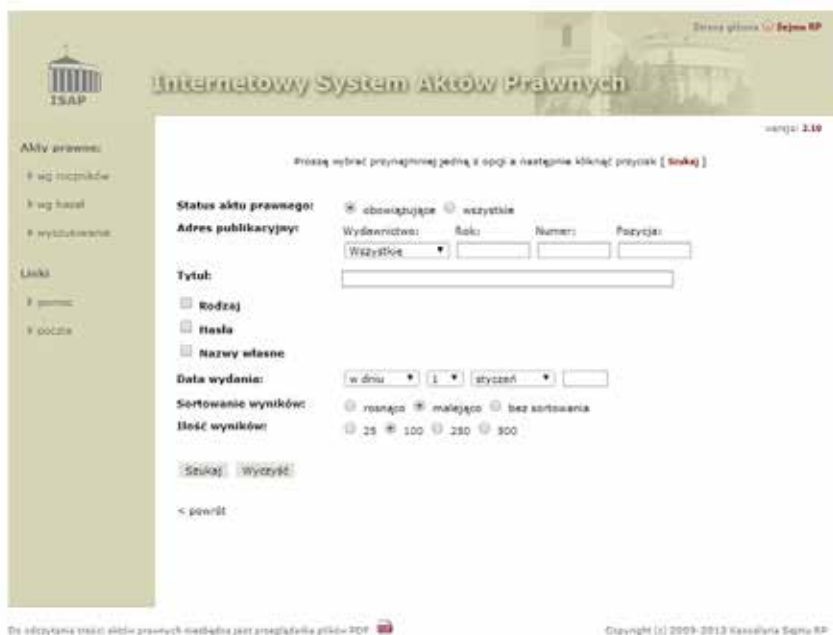 Strona główna Sejmu RP
ISAP
Internetowy System Aktów Prawnych
wersja: 2.10
Akty prawne:
wg roczników
wg haseł
wyszukiwanie
Linki
pomoc
poczta
Proszę wybrać przynajmniej jedną z opcji a następnie kliknąć przycisk [ Szukaj ]
Status aktu prawnego: obowiązujące wszystkie
Adres publikacyjny: Wydawnictwo: Rok: Numer: Pozycja:
Wszystkie
Tytuł:
Rodzaj
Hasła
Nazwy własne
Data wydania: w dniu 1 styczeń
Sortowanie wyników: rosnąco malejąco bez sortowania
Ilość wyników: 25 100 250 500
Szukaj Wyczyść
< powrót
Do odczytania treści aktów prawnych niezbędna jest przeglądarka plików PDF
Copyright (c) 2009-2013 Kancelaria Sejmu RP